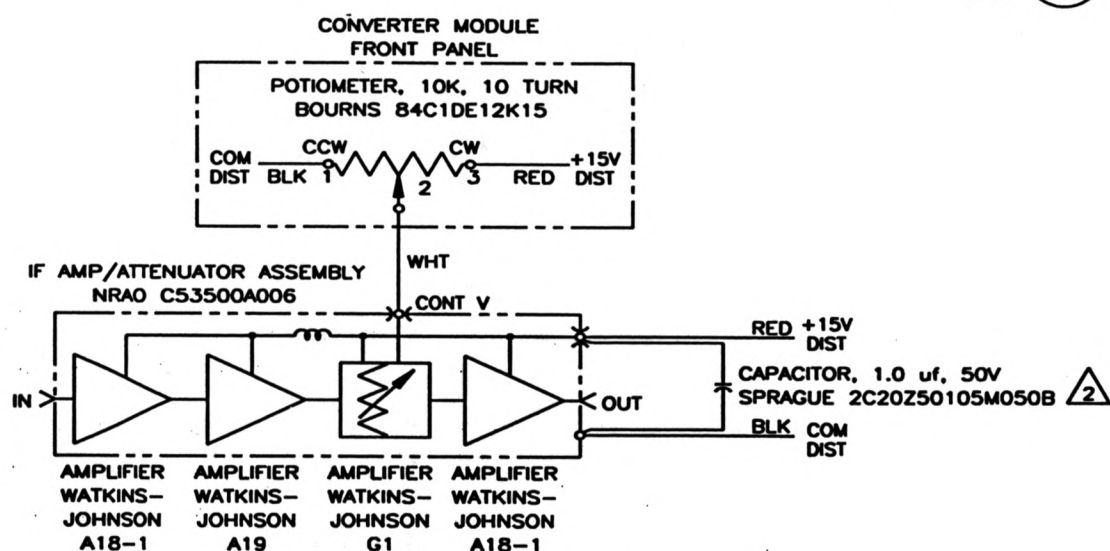 CONVERTER MODULE
FRONT PANEL
POTIOMETER, 10K, 10 TURN
BOURNS 84C1DE12K15
CCW
CW
COM
DIST
BLK
1
2
3
RED
+15V
DIST
WHT
IF AMP/ATTENUATOR ASSEMBLY
NRAO C53500A006
CONT V
RED
+15V
DIST
CAPACITOR, 1.0 uf, 50V
SPRAGUE 2C20Z50105M050B
2
IN
OUT
BLK
COM
DIST
AMPLIFIER
WATKINS-
JOHNSON
A18-1
AMPLIFIER
WATKINS-
JOHNSON
A19
AMPLIFIER
WATKINS-
JOHNSON
G1
AMPLIFIER
WATKINS-
JOHNSON
A18-1